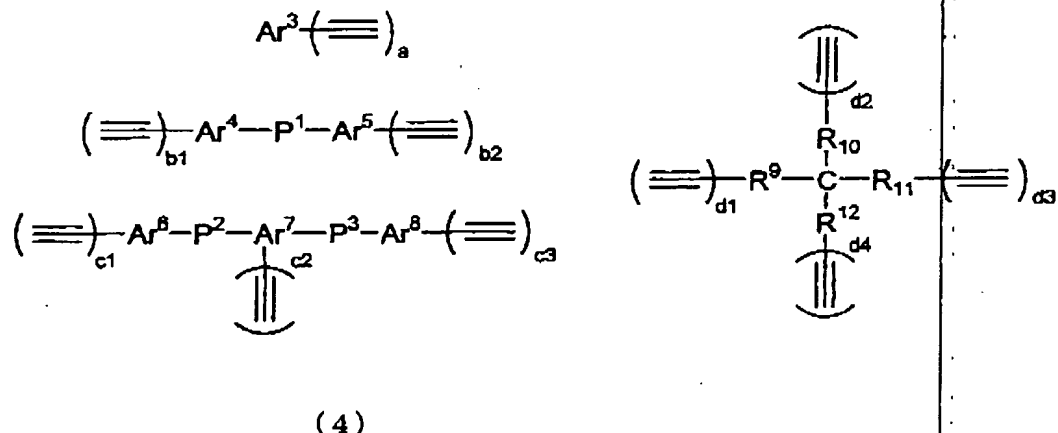 Ar³ ( ≡ )a
( ≡ )b1 Ar⁴ — P¹ — Ar⁵ ( ≡ )b2
( ≡ )c1 Ar⁶ — P² — Ar⁷ — P³ — Ar⁸ ( ≡ )c3
c2
( ≡ )
d2
R₁₀
( ≡ )d1 R⁹ — C — R₁₁ ( ≡ )d3
R¹²
d4
(4)